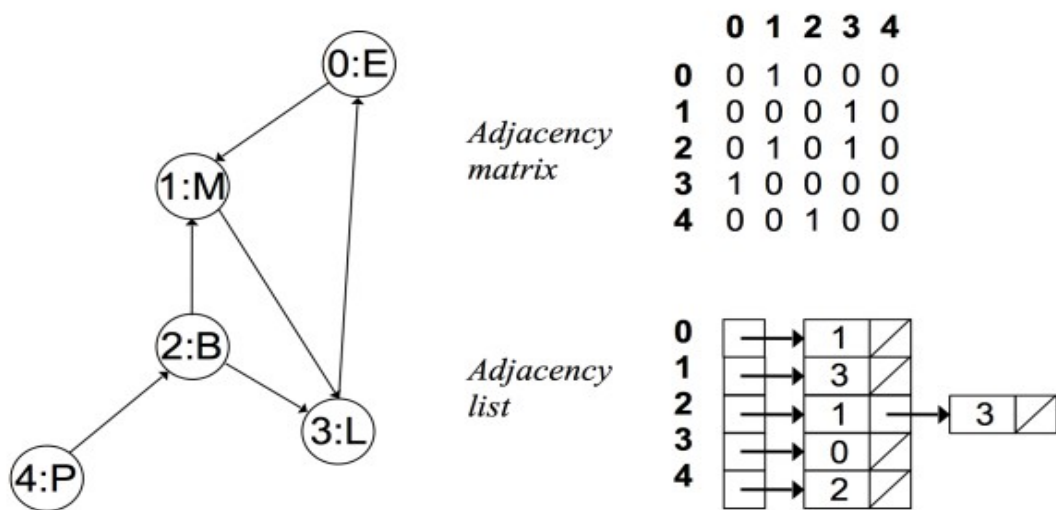 0:E
1:M
2:B
3:L
4:P
Adjacency
matrix
0 1 2 3 4
0 0 1 0 0 0
1 0 0 0 1 0
2 0 1 0 1 0
3 1 0 0 0 0
4 0 0 1 0 0
Adjacency
list
0 1
1 3
2 1 3
3 0
4 2